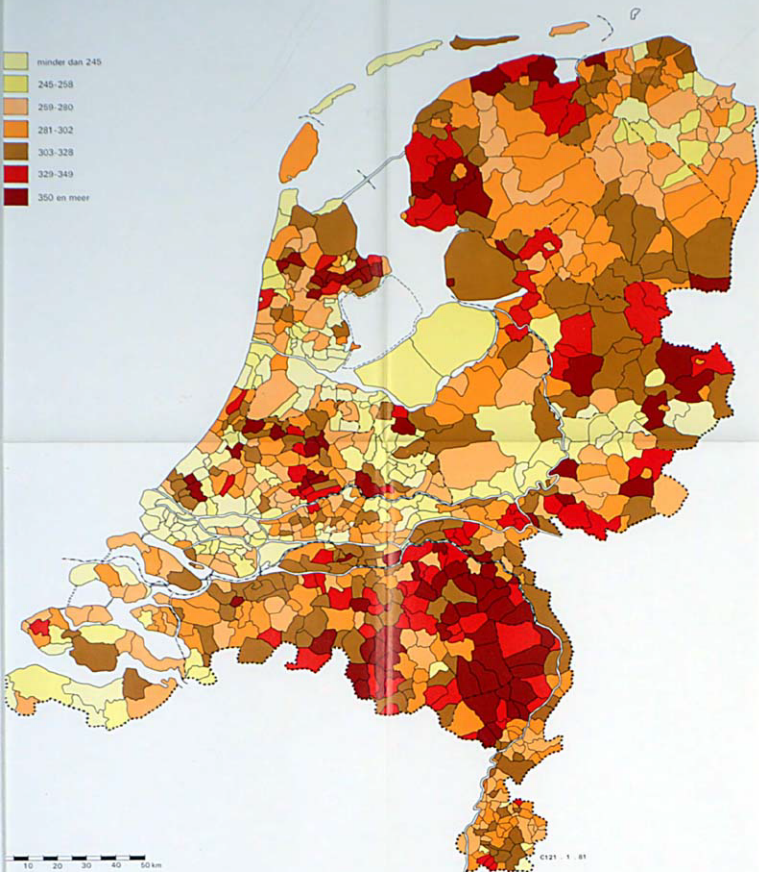 minder dan 245
245-258
259-280
281-302
303-328
329-349
350 en meer
10 20 30 40 50 km
C121 . 1 . 81